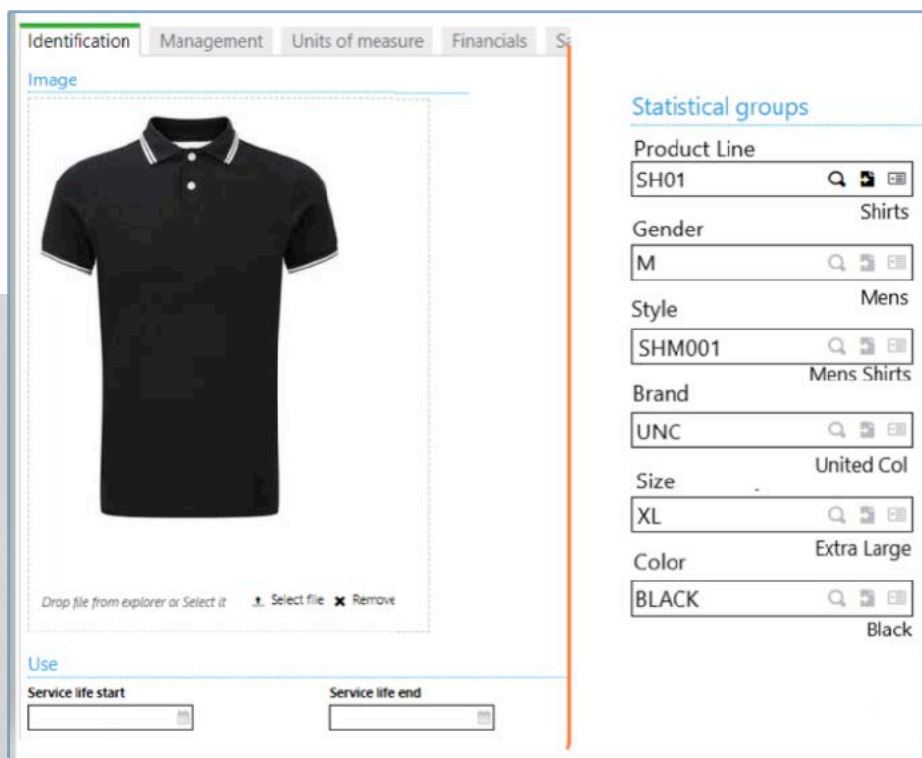 Identification Management Units of measure Financials
Image
Drop file from explorer or Select it Select file Remove
Use
Service life start Service life end
Statistical groups
Product Line
SH01
Shirts
Gender
M
Mens
Style
SHM001
Mens Shirts
Brand
UNC
United Col
Size
XL
Extra Large
Color
BLACK
Black